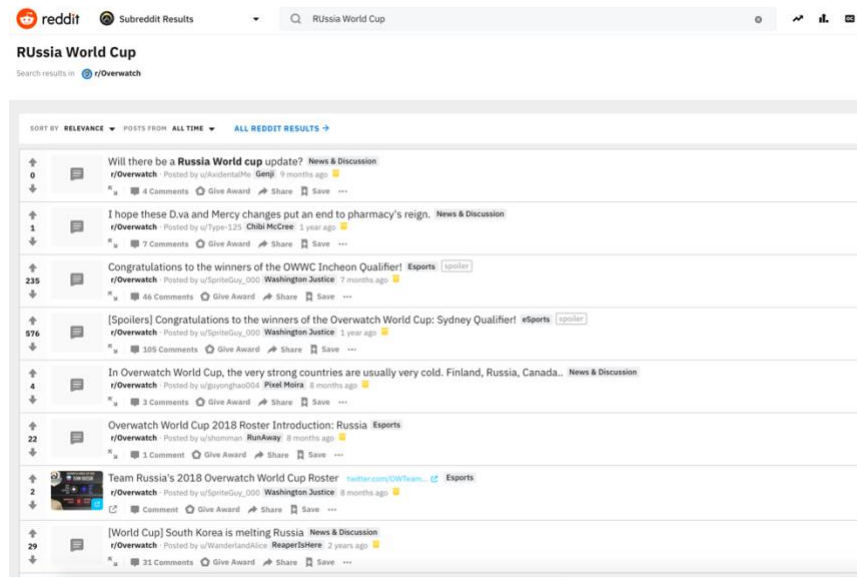 reddit Subreddit Results RUssia World Cup
RUssia World Cup
Search results in r/Overwatch
SORT BY RELEVANCE POSTS FROM ALL TIME ALL REDDIT RESULTS →
Will there be a Russia World cup update? News & Discussion
0
r/Overwatch · Posted by u/AxidentalMe Genji 9 months ago
4 Comments Give Award Share Save ...
I hope these D.va and Mercy changes put an end to pharmacy's reign. News & Discussion
1
r/Overwatch · Posted by u/Type-125 Chibi McCree 1 year ago
7 Comments Give Award Share Save ...
Congratulations to the winners of the OWWC Incheon Qualifier! Esports spoiler
235
r/Overwatch · Posted by u/SpriteGuy_000 Washington Justice 7 months ago
46 Comments Give Award Share Save ...
[Spoilers] Congratulations to the winners of the Overwatch World Cup: Sydney Qualifier! eSports spoiler
576
r/Overwatch · Posted by u/SpriteGuy_000 Washington Justice 1 year ago
105 Comments Give Award Share Save ...
In Overwatch World Cup, the very strong countries are usually very cold. Finland, Russia, Canada.. News & Discussion
4
r/Overwatch · Posted by u/guyonghao004 Pixel Moira 8 months ago
3 Comments Give Award Share Save ...
Overwatch World Cup 2018 Roster Introduction: Russia Esports
22
r/Overwatch · Posted by u/shomman RunAway 8 months ago
1 Comment Give Award Share Save ...
Team Russia's 2018 Overwatch World Cup Roster twitter.com/OWTeam... Esports
2
r/Overwatch · Posted by u/SpriteGuy_000 Washington Justice 8 months ago
Comment Give Award Share Save ...
[World Cup] South Korea is melting Russia News & Discussion
29
r/Overwatch · Posted by u/WanderlandAlice ReaperIsHere 2 years ago
31 Comments Give Award Share Save ...